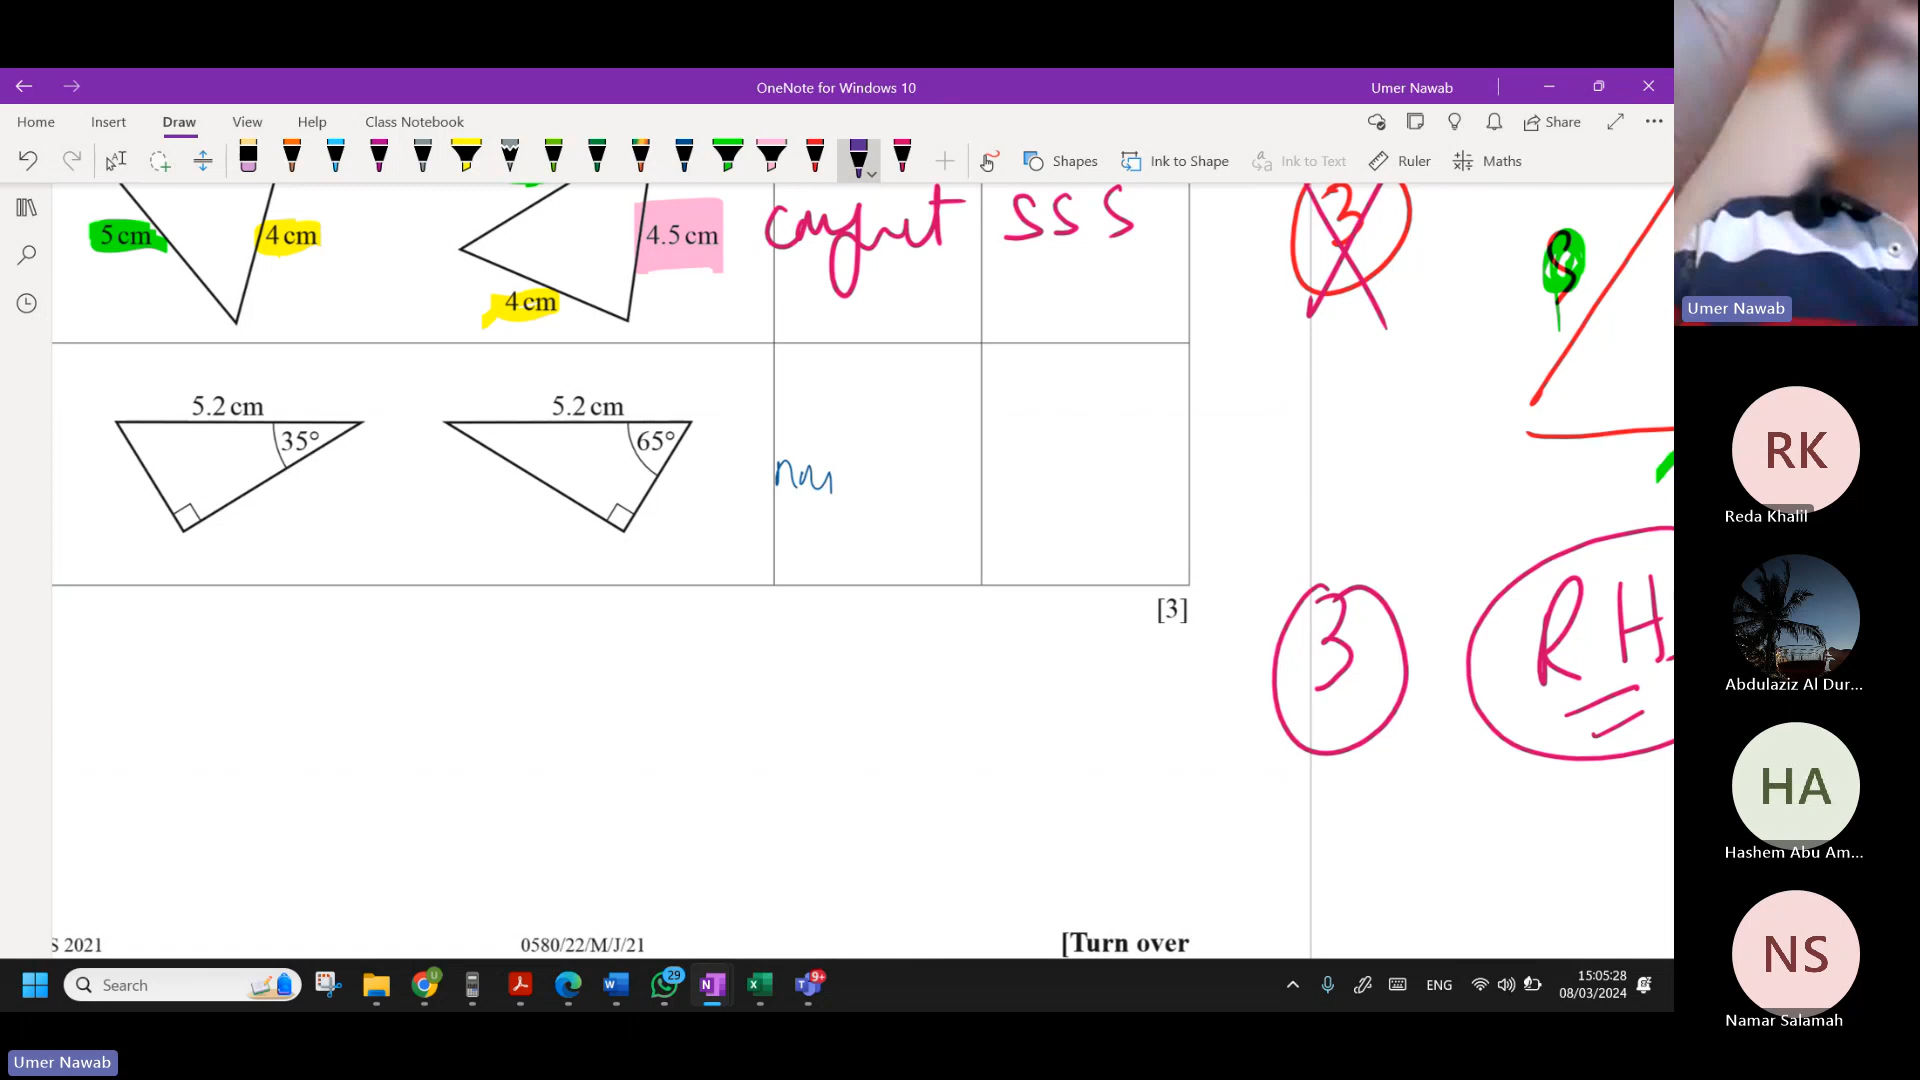 OneNote for Windows 10
Umer Nawab
Home Insert Draw View Help Class Notebook
Share
Shapes Ink to Shape Ink to Text Ruler Maths
5 cm 4 cm 4.5 cm
4 cm
SSS
3
S
5.2 cm 5.2 cm
35° 65°
[3]
3
RH
S 2021 0580/22/M/J/21 [Turn over
Search
U
29
9+
ENG
15:05:28
08/03/2024
Umer Nawab
Umer Nawab
RK
Reda Khalil
Abdulaziz Al Dur...
HA
Hashem Abu Am...
NS
Namar Salamah